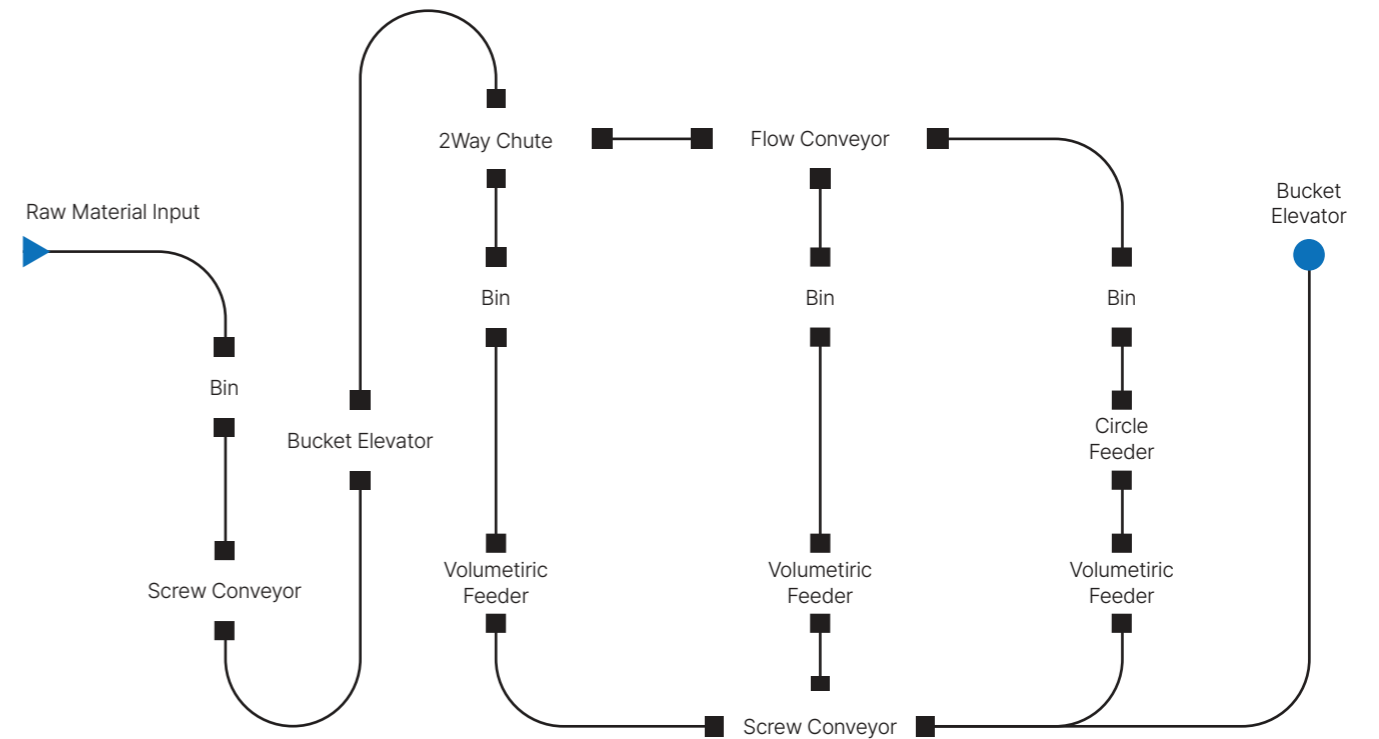 Raw Material Input
Bin
Screw Conveyor
Bucket Elevator
2Way Chute
Bin
Volumetiric
Feeder
Flow Conveyor
Bin
Volumetiric
Feeder
Bin
Circle
Feeder
Volumetiric
Feeder
Screw Conveyor
Bucket
Elevator